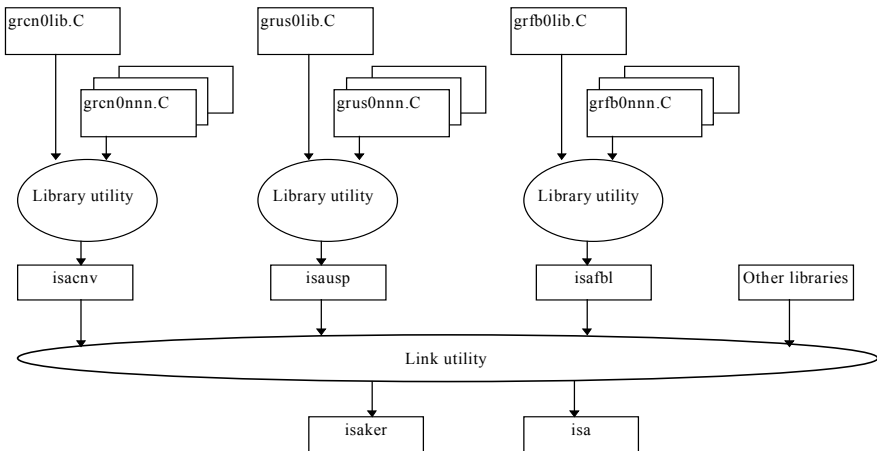 grcn0lib.C
grus0lib.C
grfb0lib.C
grcn0nnn.C
grus0nnn.C
grfb0nnn.C
Library utility
Library utility
Library utility
isacnv
isausp
isafbl
Other libraries
Link utility
isaker
isa